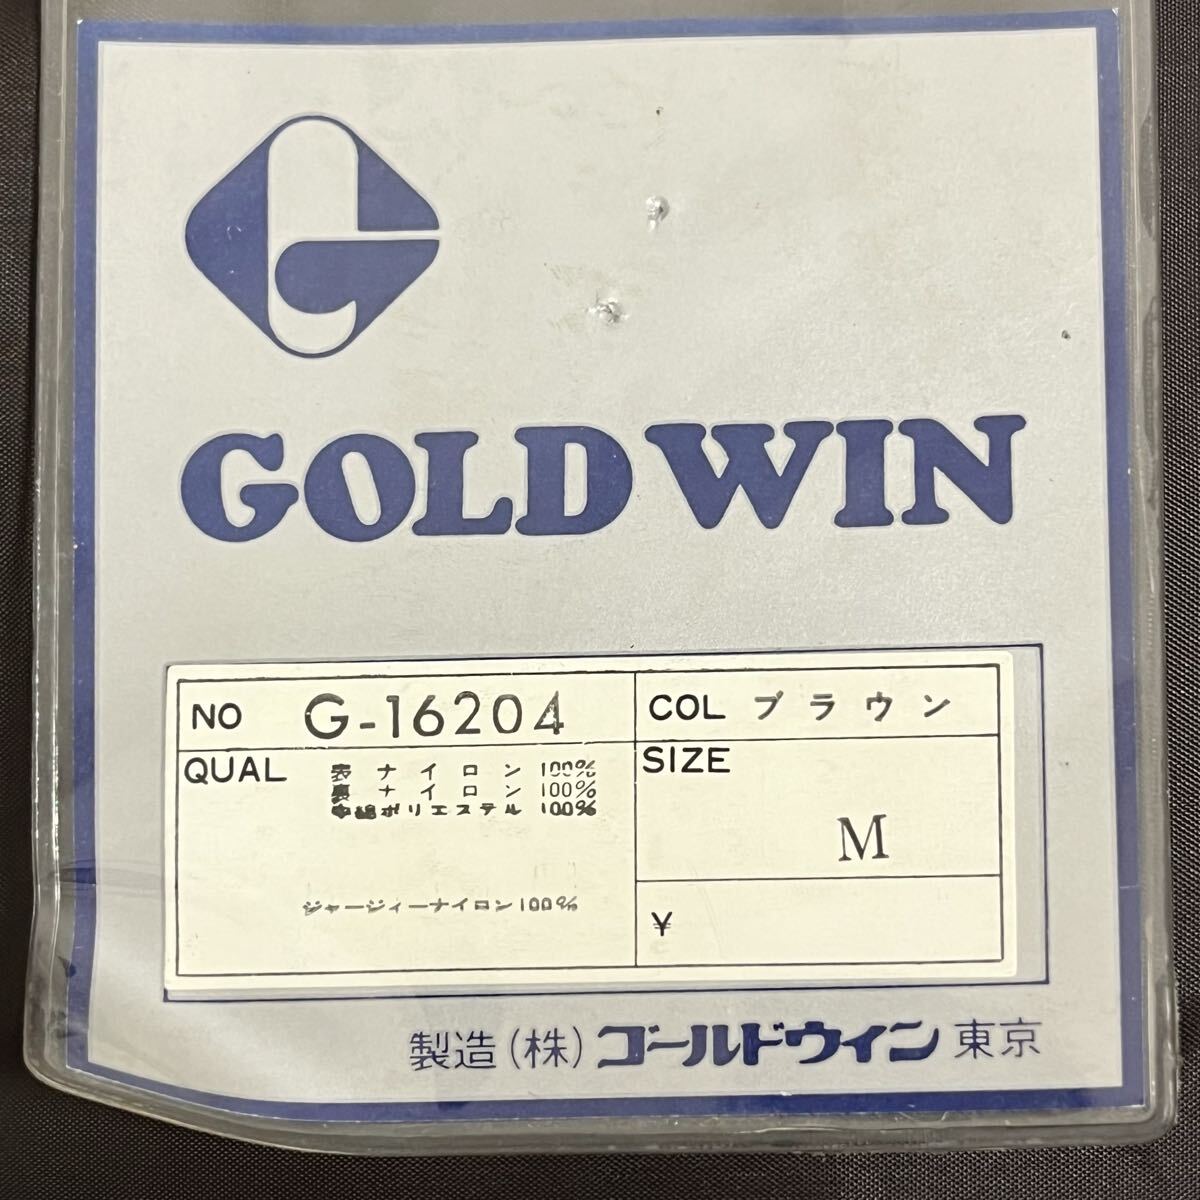 GOLDWIN
NO G-16204
COL ブラウン
QUAL 表ナイロン 100%
裏ナイロン 100%
中綿ポリエステル 100%
ジャージィーナイロン100%
SIZE
M
¥
製造(株)ゴールドウイン東京